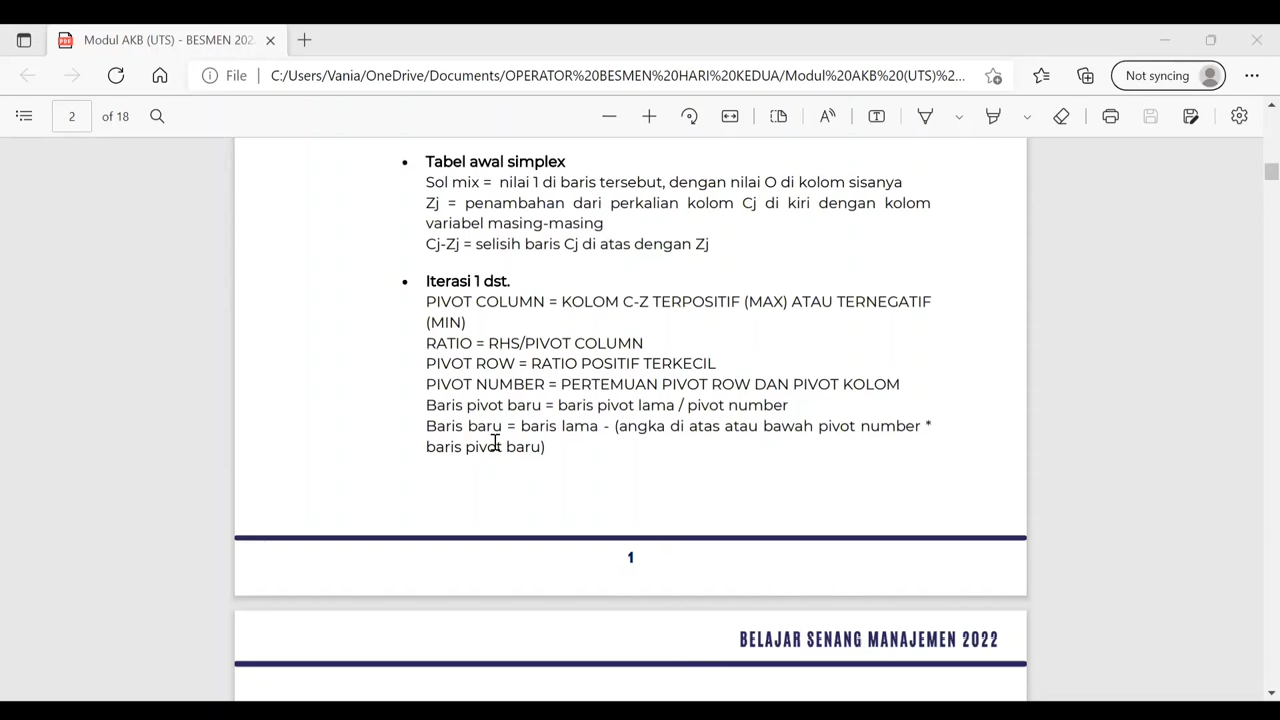 Modul AKB (UTS) - BESMEN 202
File
C:/Users/Vania/OneDrive/Documents/OPERATOR%20BESMEN%20HARI%20KEDUA/Modul%20AKB%20(UTS)%2...
Not syncing
2 of 18
• Tabel awal simplex
Sol mix = nilai 1 di baris tersebut, dengan nilai O di kolom sisanya
Zj = penambahan dari perkalian kolom Cj di kiri dengan kolom
variabel masing-masing
Cj-Zj = selisih baris Cj di atas dengan Zj
• Iterasi 1 dst.
PIVOT COLUMN = KOLOM C-Z TERPOSITIF (MAX) ATAU TERNEGATIF
(MIN)
RATIO = RHS/PIVOT COLUMN
PIVOT ROW = RATIO POSITIF TERKECIL
PIVOT NUMBER = PERTEMUAN PIVOT ROW DAN PIVOT KOLOM
Baris pivot baru = baris pivot lama / pivot number
Baris baru = baris lama - (angka di atas atau bawah pivot number *
baris pivot baru)
1
BELAJAR SENANG MANAJEMEN 2022